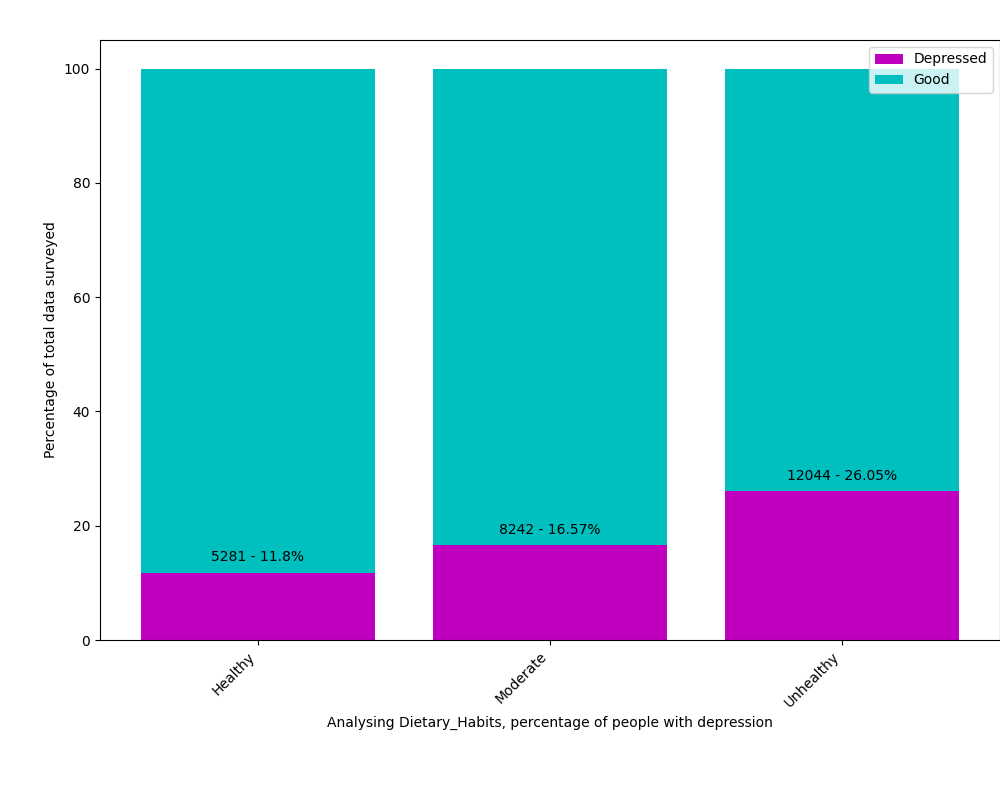 Depressed
Good
100
80
60
40
20
0
Percentage of total data surveyed
5281 - 11.8%
8242 - 16.57%
12044 - 26.05%
Healthy
Moderate
Unhealthy
Analysing Dietary_Habits, percentage of people with depression